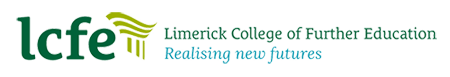 lcfe
Limerick College of Further Education
Realising new futures